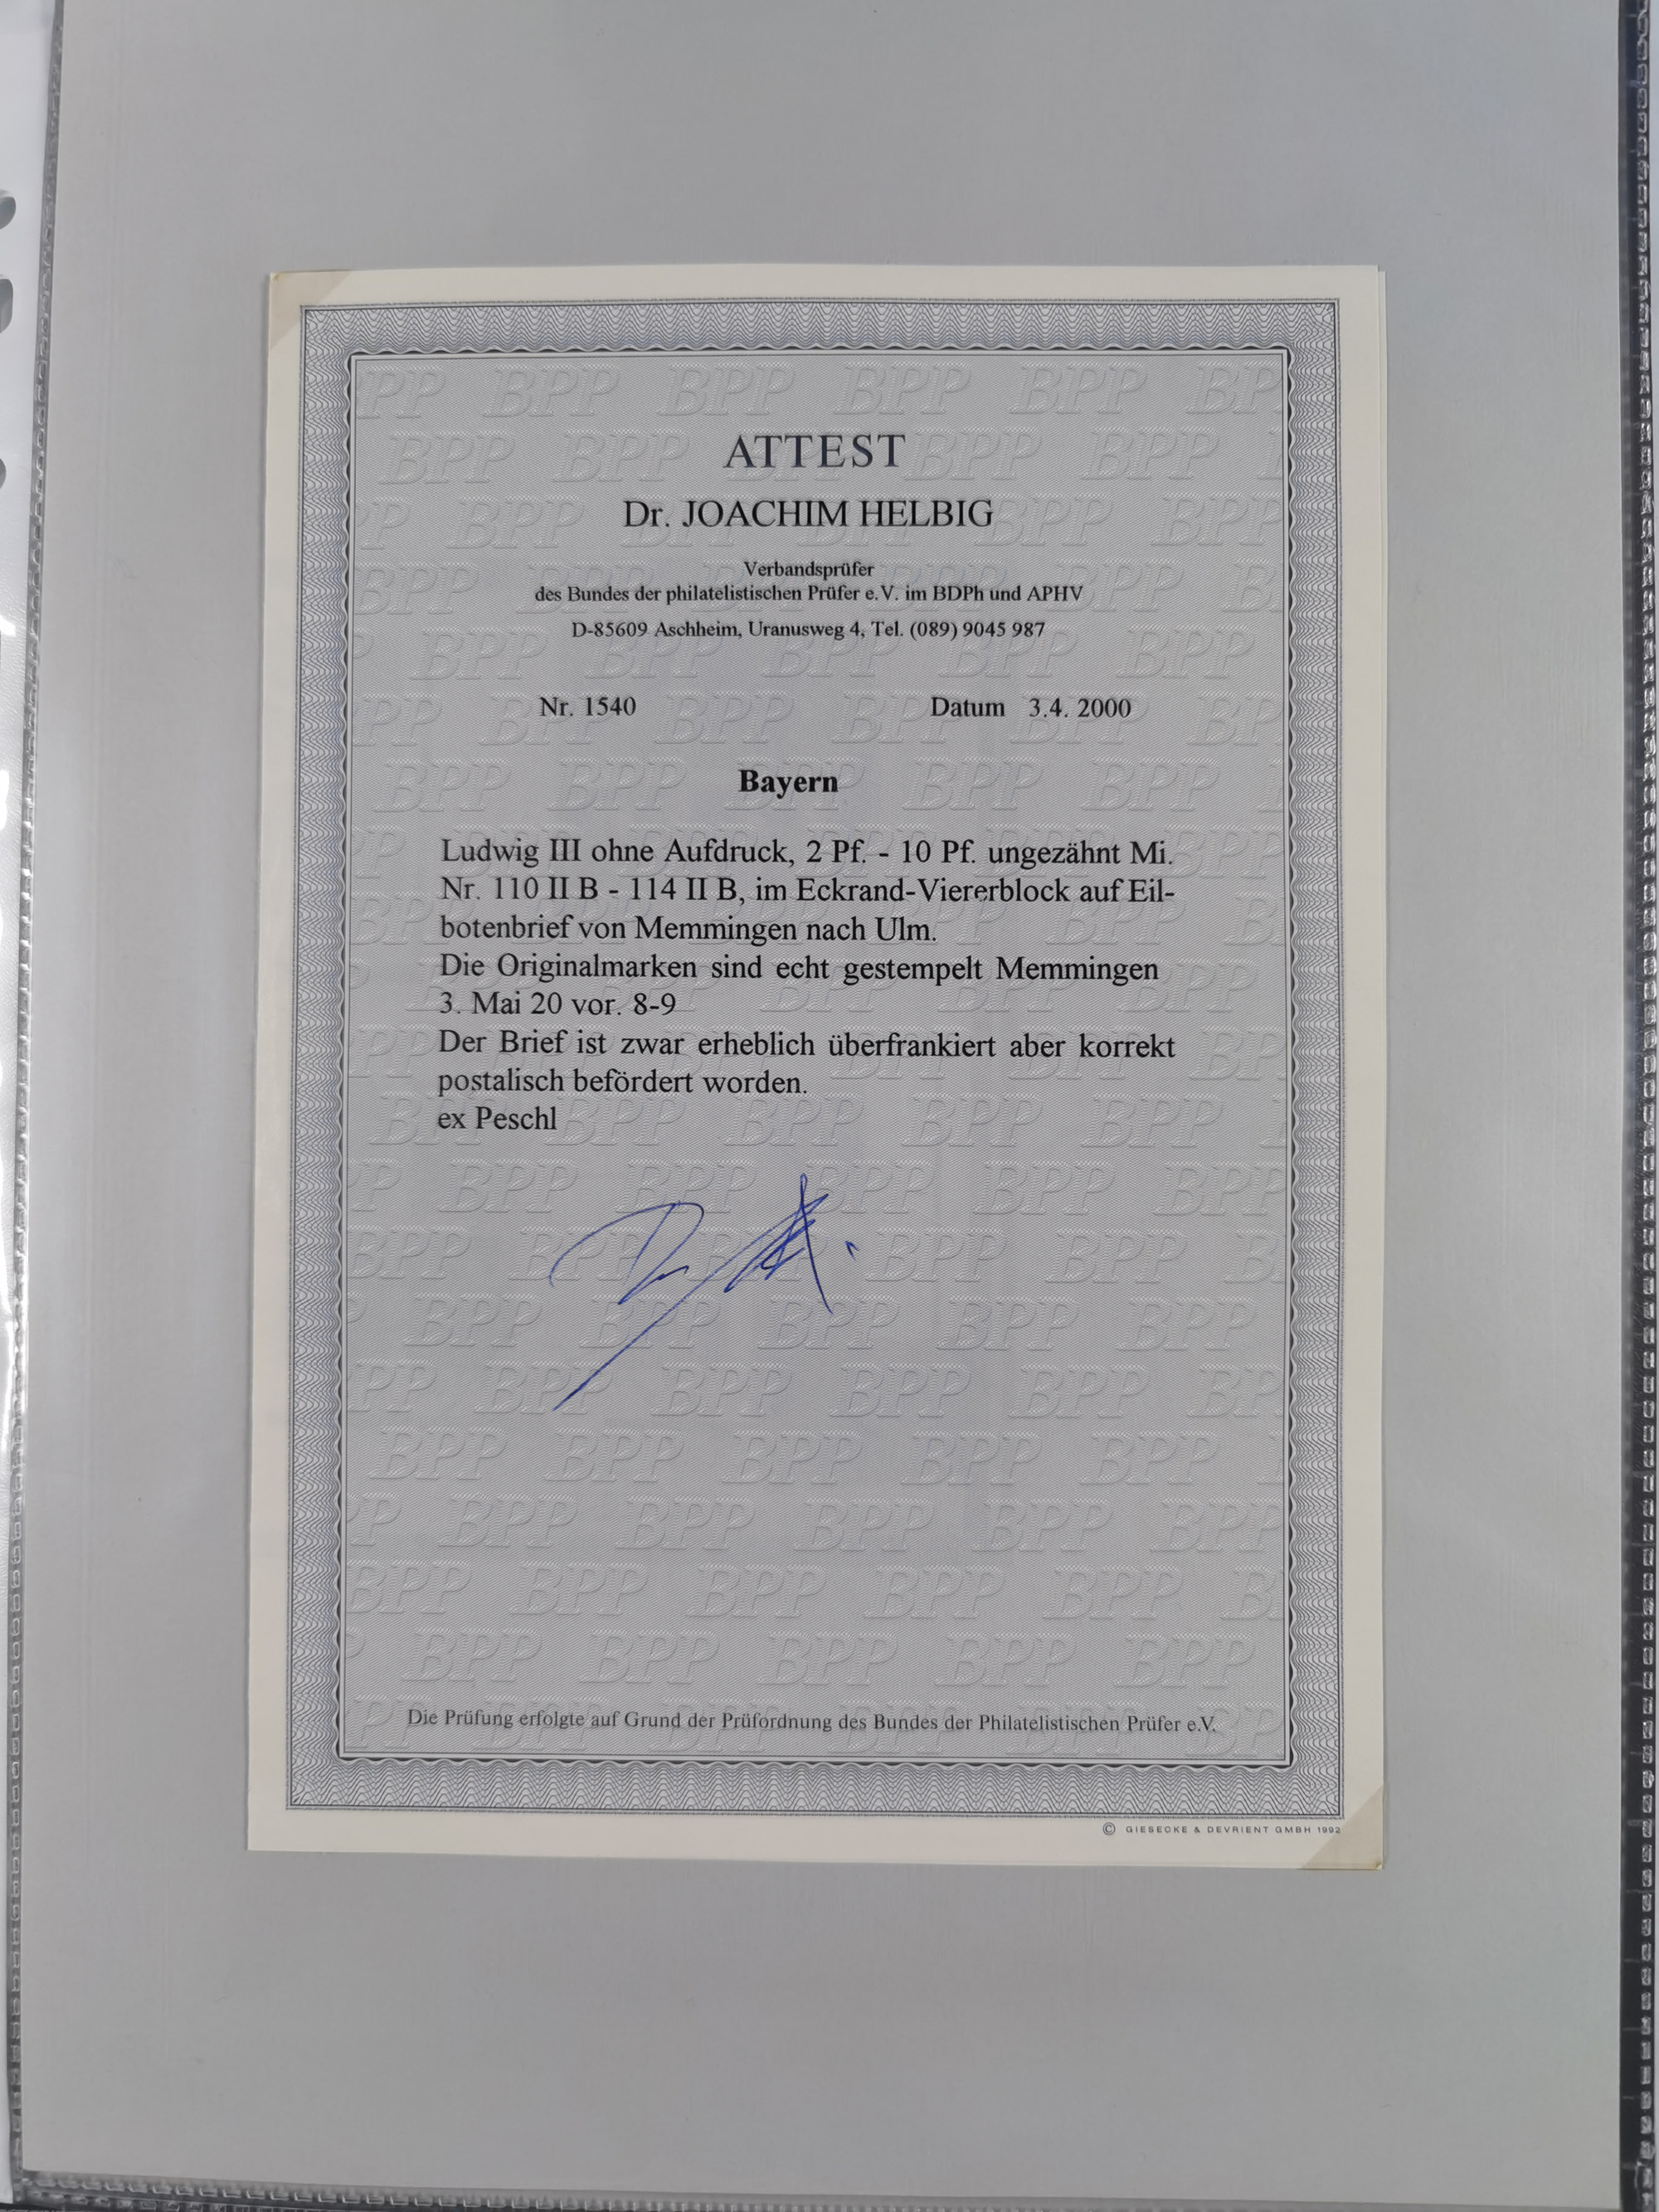 ATTEST
Dr. JOACHIM HELBIG
Verbandsprüfer
des Bundes der philatelistischen Prüfer e.V. im BDPh und APHV
D-85609 Aschheim, Uranusweg 4, Tel. (089) 9045 987
Nr. 1540 Datum 3.4. 2000
Bayern
Ludwig III ohne Aufdruck, 2 Pf. - 10 Pf. ungezähnt Mi.
Nr. 110 II B - 114 II B, im Eckrand-Viererblock auf Eil-
botenbrief von Memmingen nach Ulm.
Die Originalmarken sind echt gestempelt Memmingen
3. Mai 20 vor. 8-9
Der Brief ist zwar erheblich überfrankiert aber korrekt
postalisch befördert worden.
ex Peschl
Die Prüfung erfolgte auf Grund der Prüfordnung des Bundes der Philatelistischen Prüfer e.V.
© GIESECKE & DEVRIENT GMBH 1992